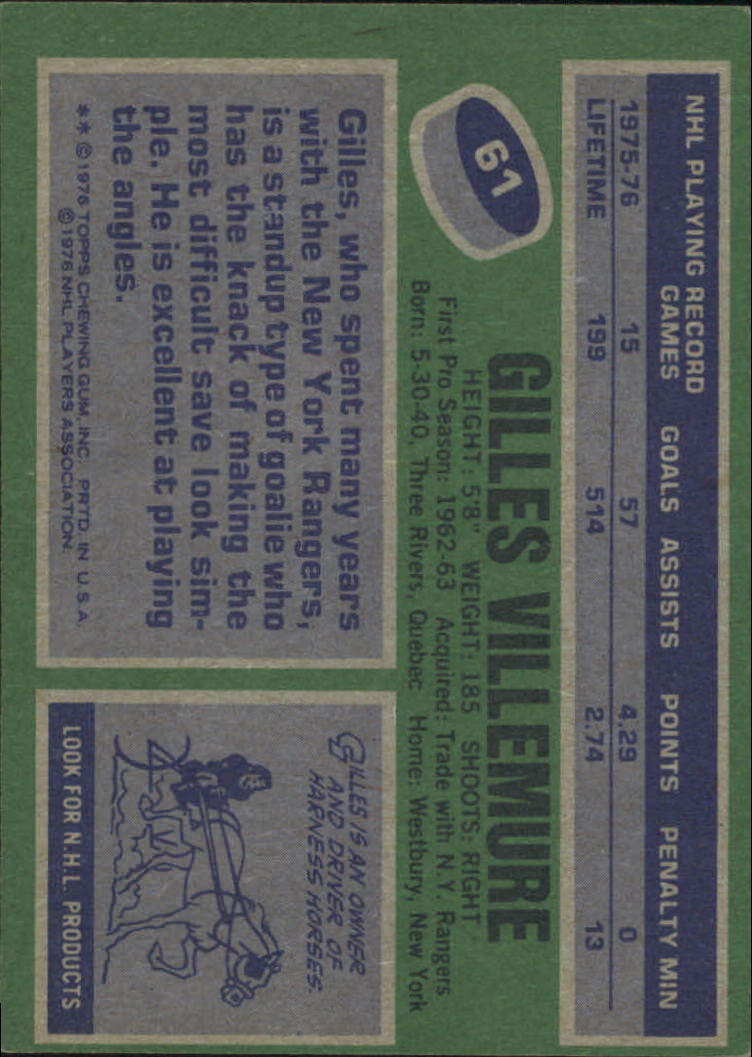 NHL PLAYING RECORD
GAMES GOALS ASSISTS POINTS PENALTY MIN
1975-76 15 57 4.29 0
LIFETIME 199 514 2.74 13
61
GILLES VILLEMURE
HEIGHT: 5'8" WEIGHT: 185 SHOOTS: RIGHT
First Pro Season: 1962-63 Acquired: Trade with N.Y. Rangers
Born: 5-30-40, Three Rivers, Quebec Home: Westbury, New York
Gilles, who spent many years
with the New York Rangers,
is a standup type of goalie who
has the knack of making the
most difficult save look sim-
ple. He is excellent at playing
the angles.
** © 1976 TOPPS CHEWING GUM, INC. PRTD. IN U.S.A.
© 1976 NHL PLAYERS ASSOCIATION.
GILLES IS AN OWNER
AND DRIVER OF
HARNESS HORSES.
LOOK FOR N.H.L. PRODUCTS